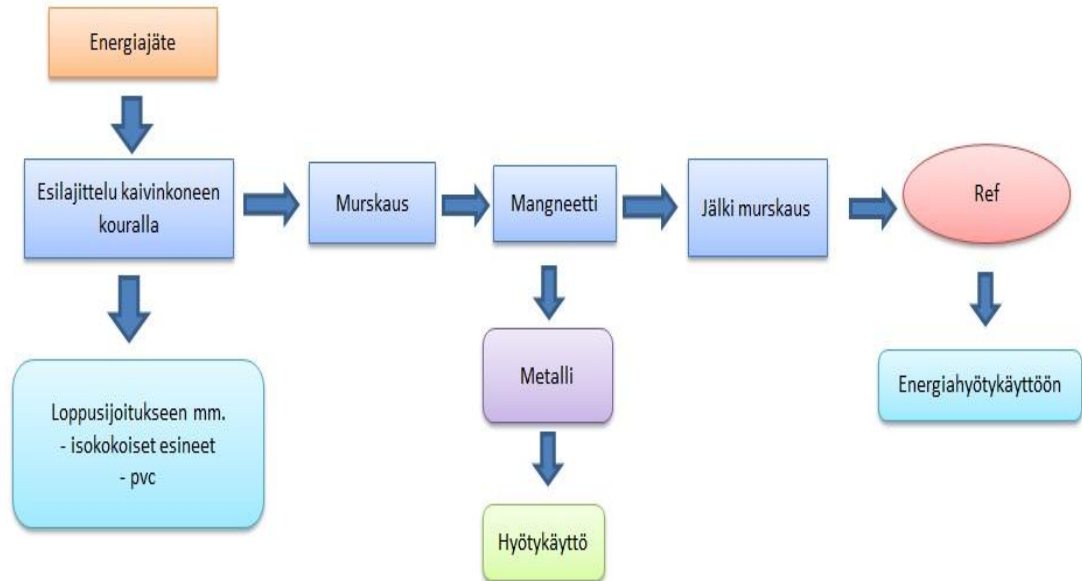 Energiajäte
Esilajittelu kaivinkoneen
kouralla
Murskaus
Mangneetti
Jälki murskaus
Ref
Loppusijoitukseen mm.
- isokokoiset esineet
- pvc
Metalli
Energiahyötykäyttöön
Hyötykäyttö